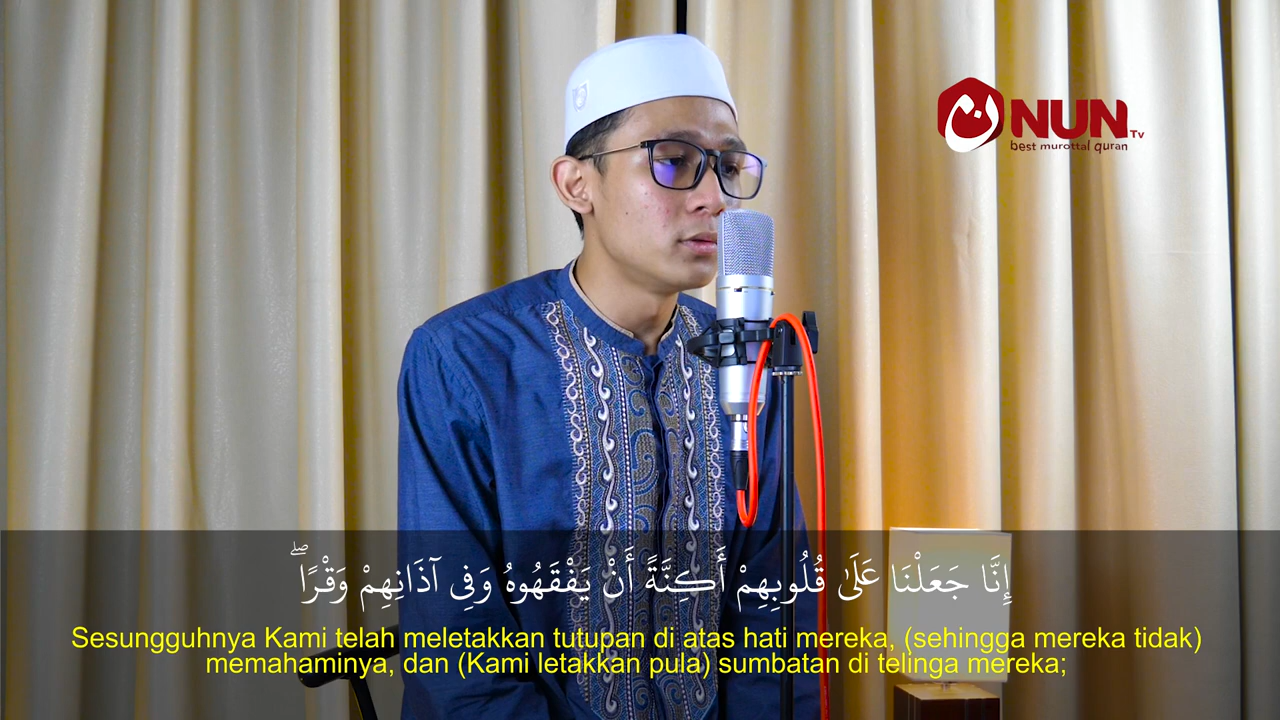 NUN Tv
best murottal quran
إِنَّا جَعَلْنَا عَلَىٰ قُلُوبِهِمْ أَكِنَّةً أَنْ يَفْقَهُوهُ وَفِي آذَانِهِمْ وَقْرًا ۖ
Sesungguhnya Kami telah meletakkan tutupan di atas hati mereka, (sehingga mereka tidak)
memahaminya, dan (Kami letakkan pula) sumbatan di telinga mereka;